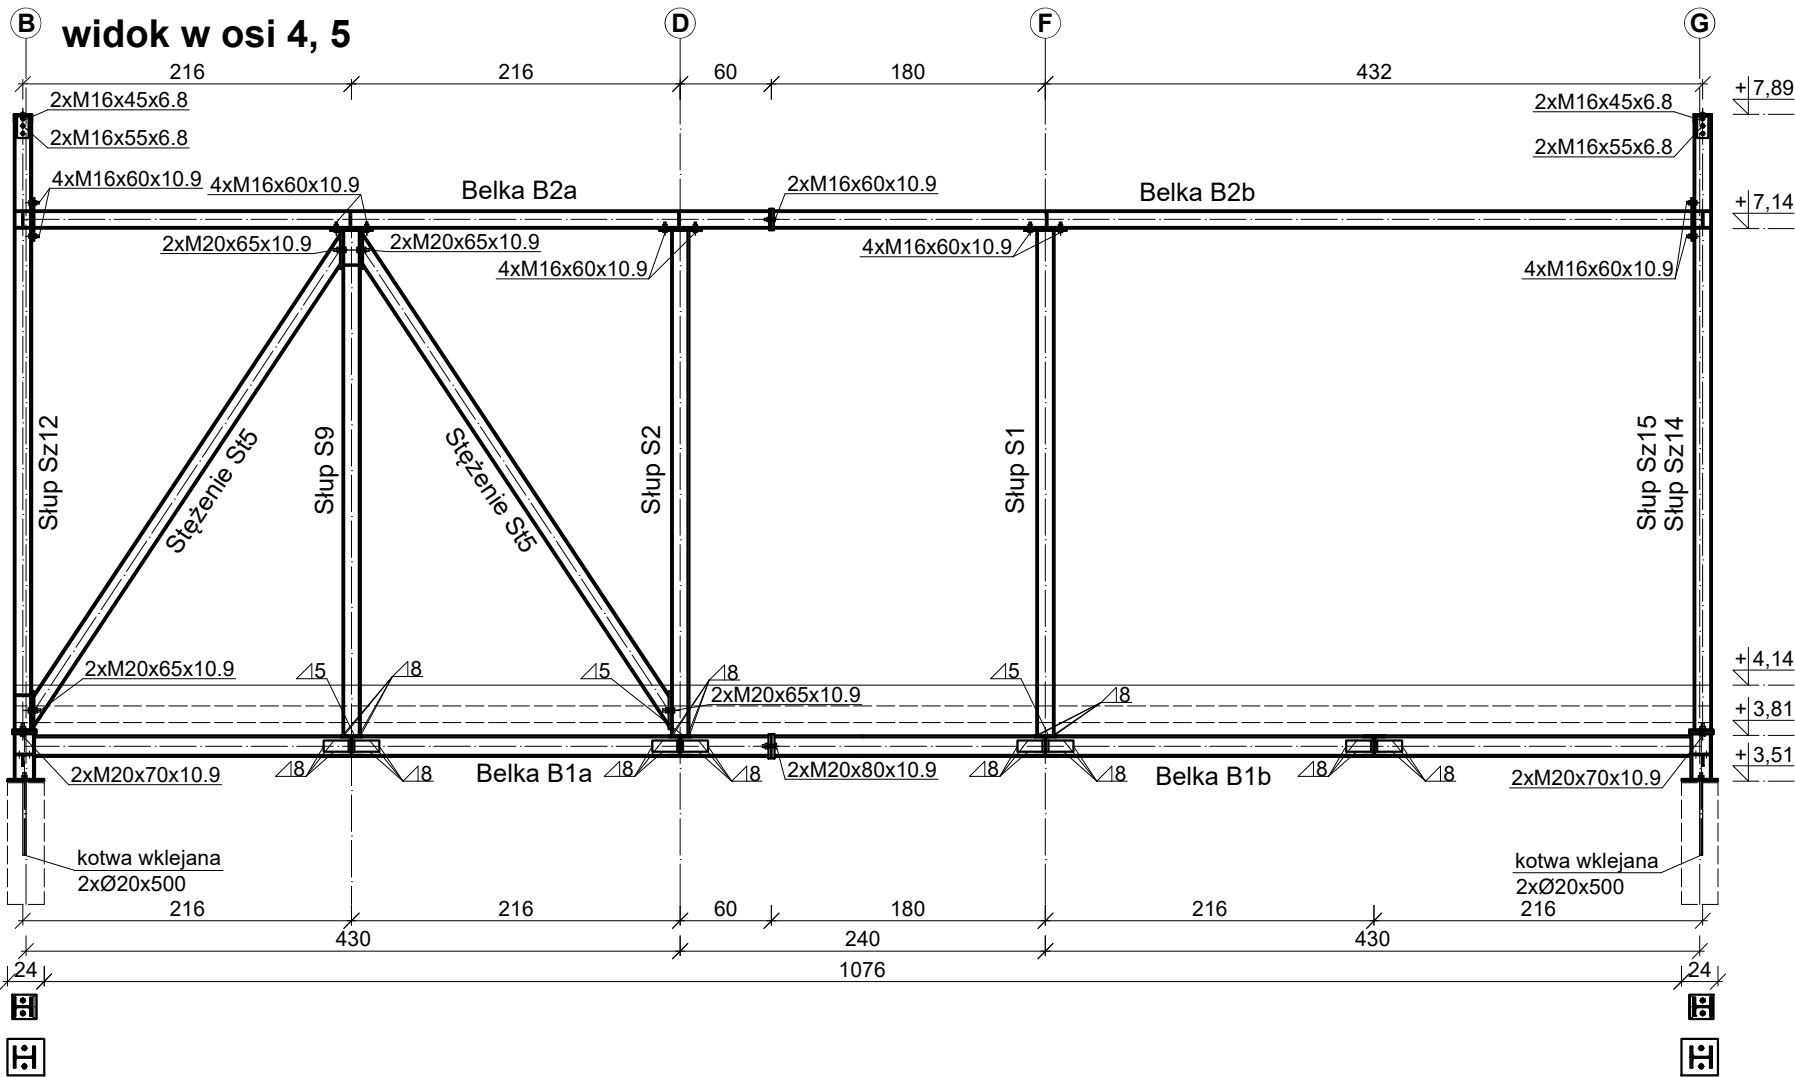 B
D
F
G
widok w osi 4, 5
216
216
60
180
432
+ 7,89
2xM16x45x6.8
2xM16x45x6.8
2xM16x55x6.8
2xM16x55x6.8
4xM16x60x10.9
4xM16x60x10.9
Belka B2a
2xM16x60x10.9
Belka B2b
+ 7,14
2xM20x65x10.9
2xM20x65x10.9
4xM16x60x10.9
4xM16x60x10.9
4xM16x60x10.9
Słup Sz12
Stężenie St5
Słup S9
Stężenie St5
Słup S2
Słup S1
Słup Sz15
Słup Sz14
+ 4,14
2xM20x65x10.9
5
8
5
8
5
8
2xM20x65x10.9
+ 3,81
2xM20x70x10.9
8
8
Belka B1a
8
8
2xM20x80x10.9
8
8
Belka B1b
8
8
2xM20x70x10.9
+ 3,51
kotwa wklejana
2xØ20x500
kotwa wklejana
2xØ20x500
216
216
60
180
216
216
430
240
430
24
1076
24